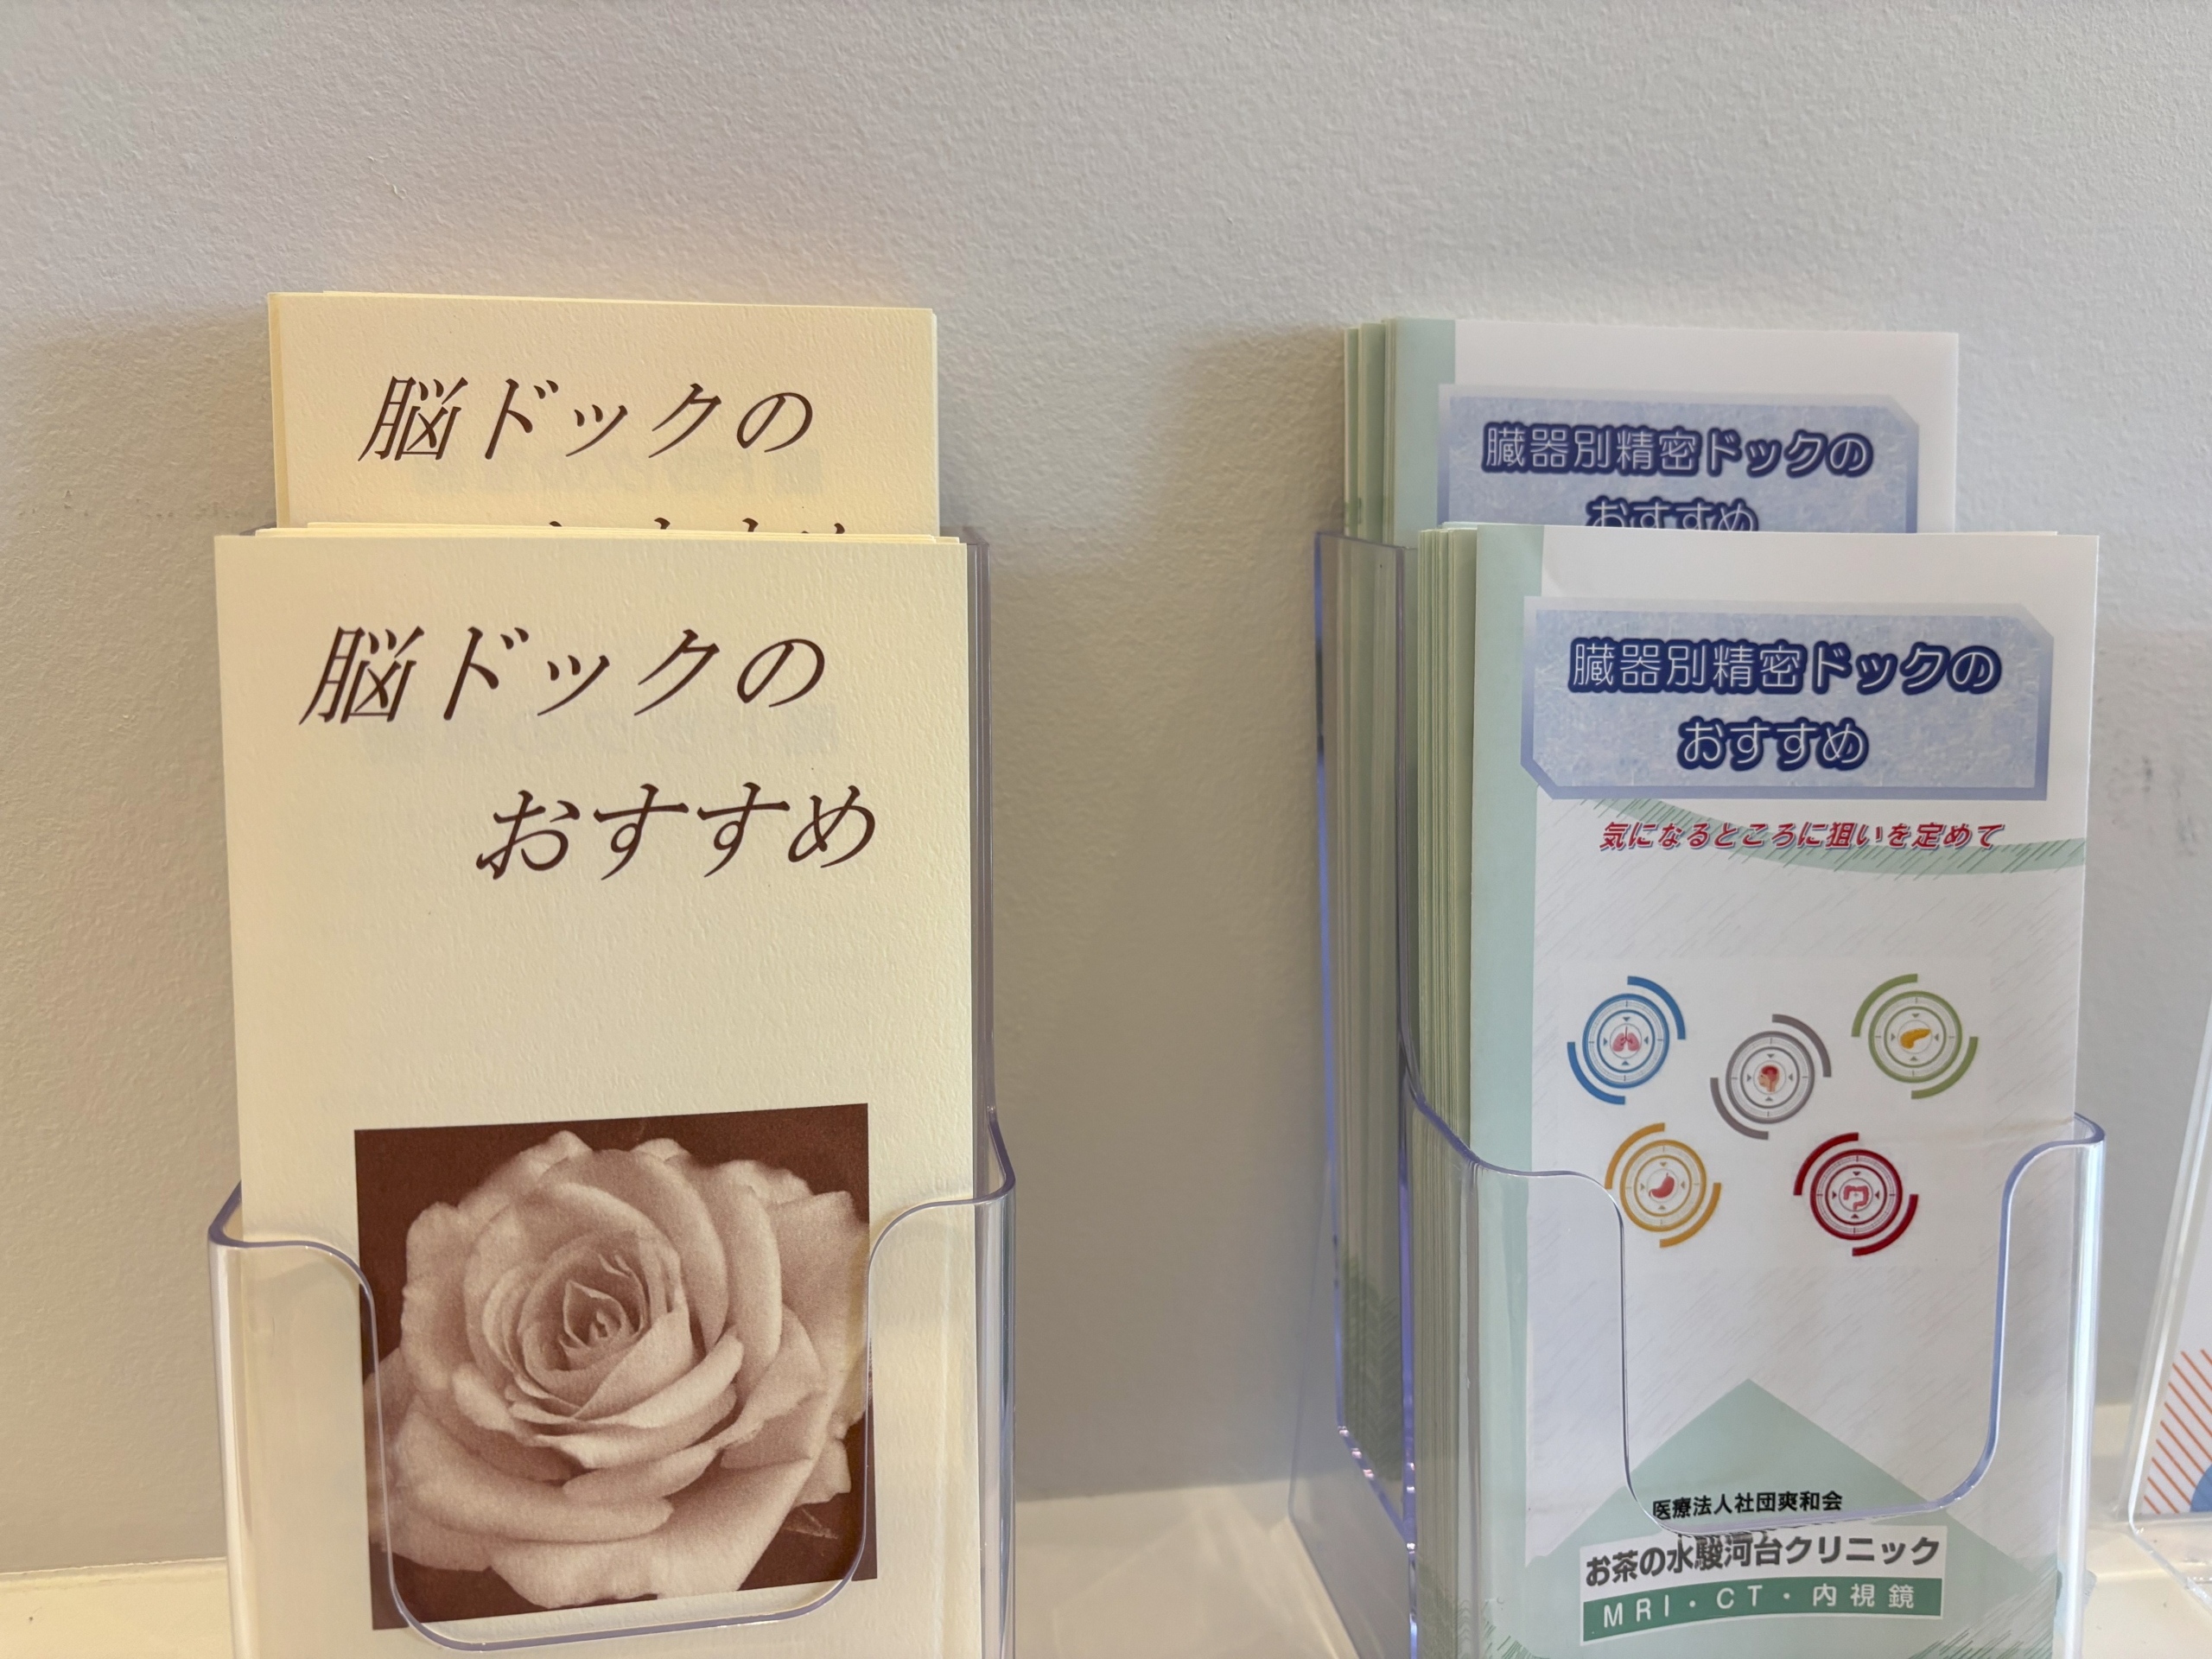 脳ドックの
脳ドックの
おすすめ
臓器別精密ドックの
おすすめ
臓器別精密ドックの
おすすめ
気になるところに狙いを定めて
医療法人社団爽和会
お茶の水駿河台クリニック
MRI・CT・内視鏡